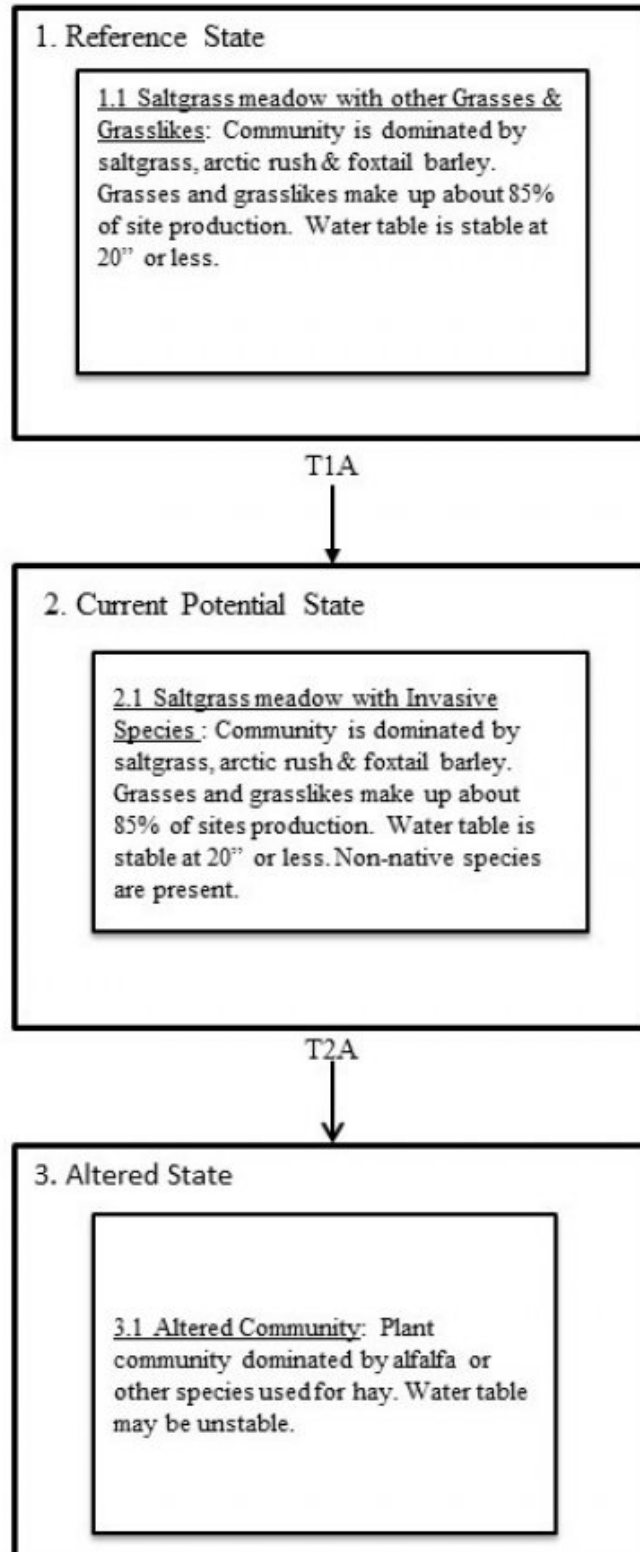 1. Reference State
1.1 Saltgrass meadow with other Grasses &
Grasslikes: Community is dominated by
saltgrass, arctic rush & foxtail barley.
Grasses and grasslikes make up about 85%
of site production. Water table is stable at
20” or less.
T1A
2. Current Potential State
2.1 Saltgrass meadow with Invasive
Species : Community is dominated by
saltgrass, arctic rush & foxtail barley.
Grasses and grasslikes make up about
85% of sites production. Water table is
stable at 20” or less. Non-native species
are present.
T2A
3. Altered State
3.1 Altered Community: Plant
community dominated by alfalfa or
other species used for hay. Water table
may be unstable.